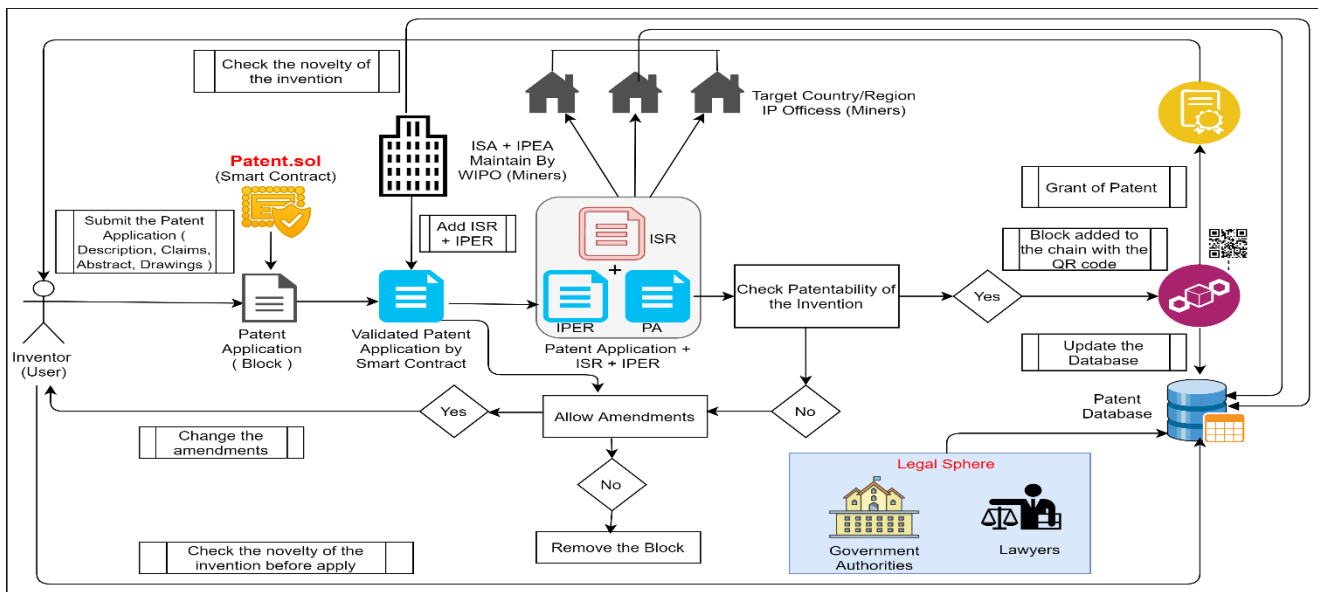 Check the novelty
of the invention
Target Country/Region
IP Officess (Miners)
ISA + IPEA
Maintain By
WIPO (Miners)
Patent.sol
(Smart Contract)
Grant of Patent
Submit the Patent
Application (
Description, Claims,
Abstract, Drawings )
Add ISR
+ IPER
ISR
+
IPER
PA
Block added to
the chain with the
QR code
Check Patentability of
the Invention
Yes
Inventor
(User)
Patent
Application
( Block )
Validated Patent
Application by
Smart Contract
Patent Application +
ISR + IPER
Update the
Database
Patent
Database
Yes
Allow Amendments
No
Change the
amendments
No
Legal Sphere
Government
Authorities
Lawyers
Remove the Block
Check the novelty of the
invention before apply